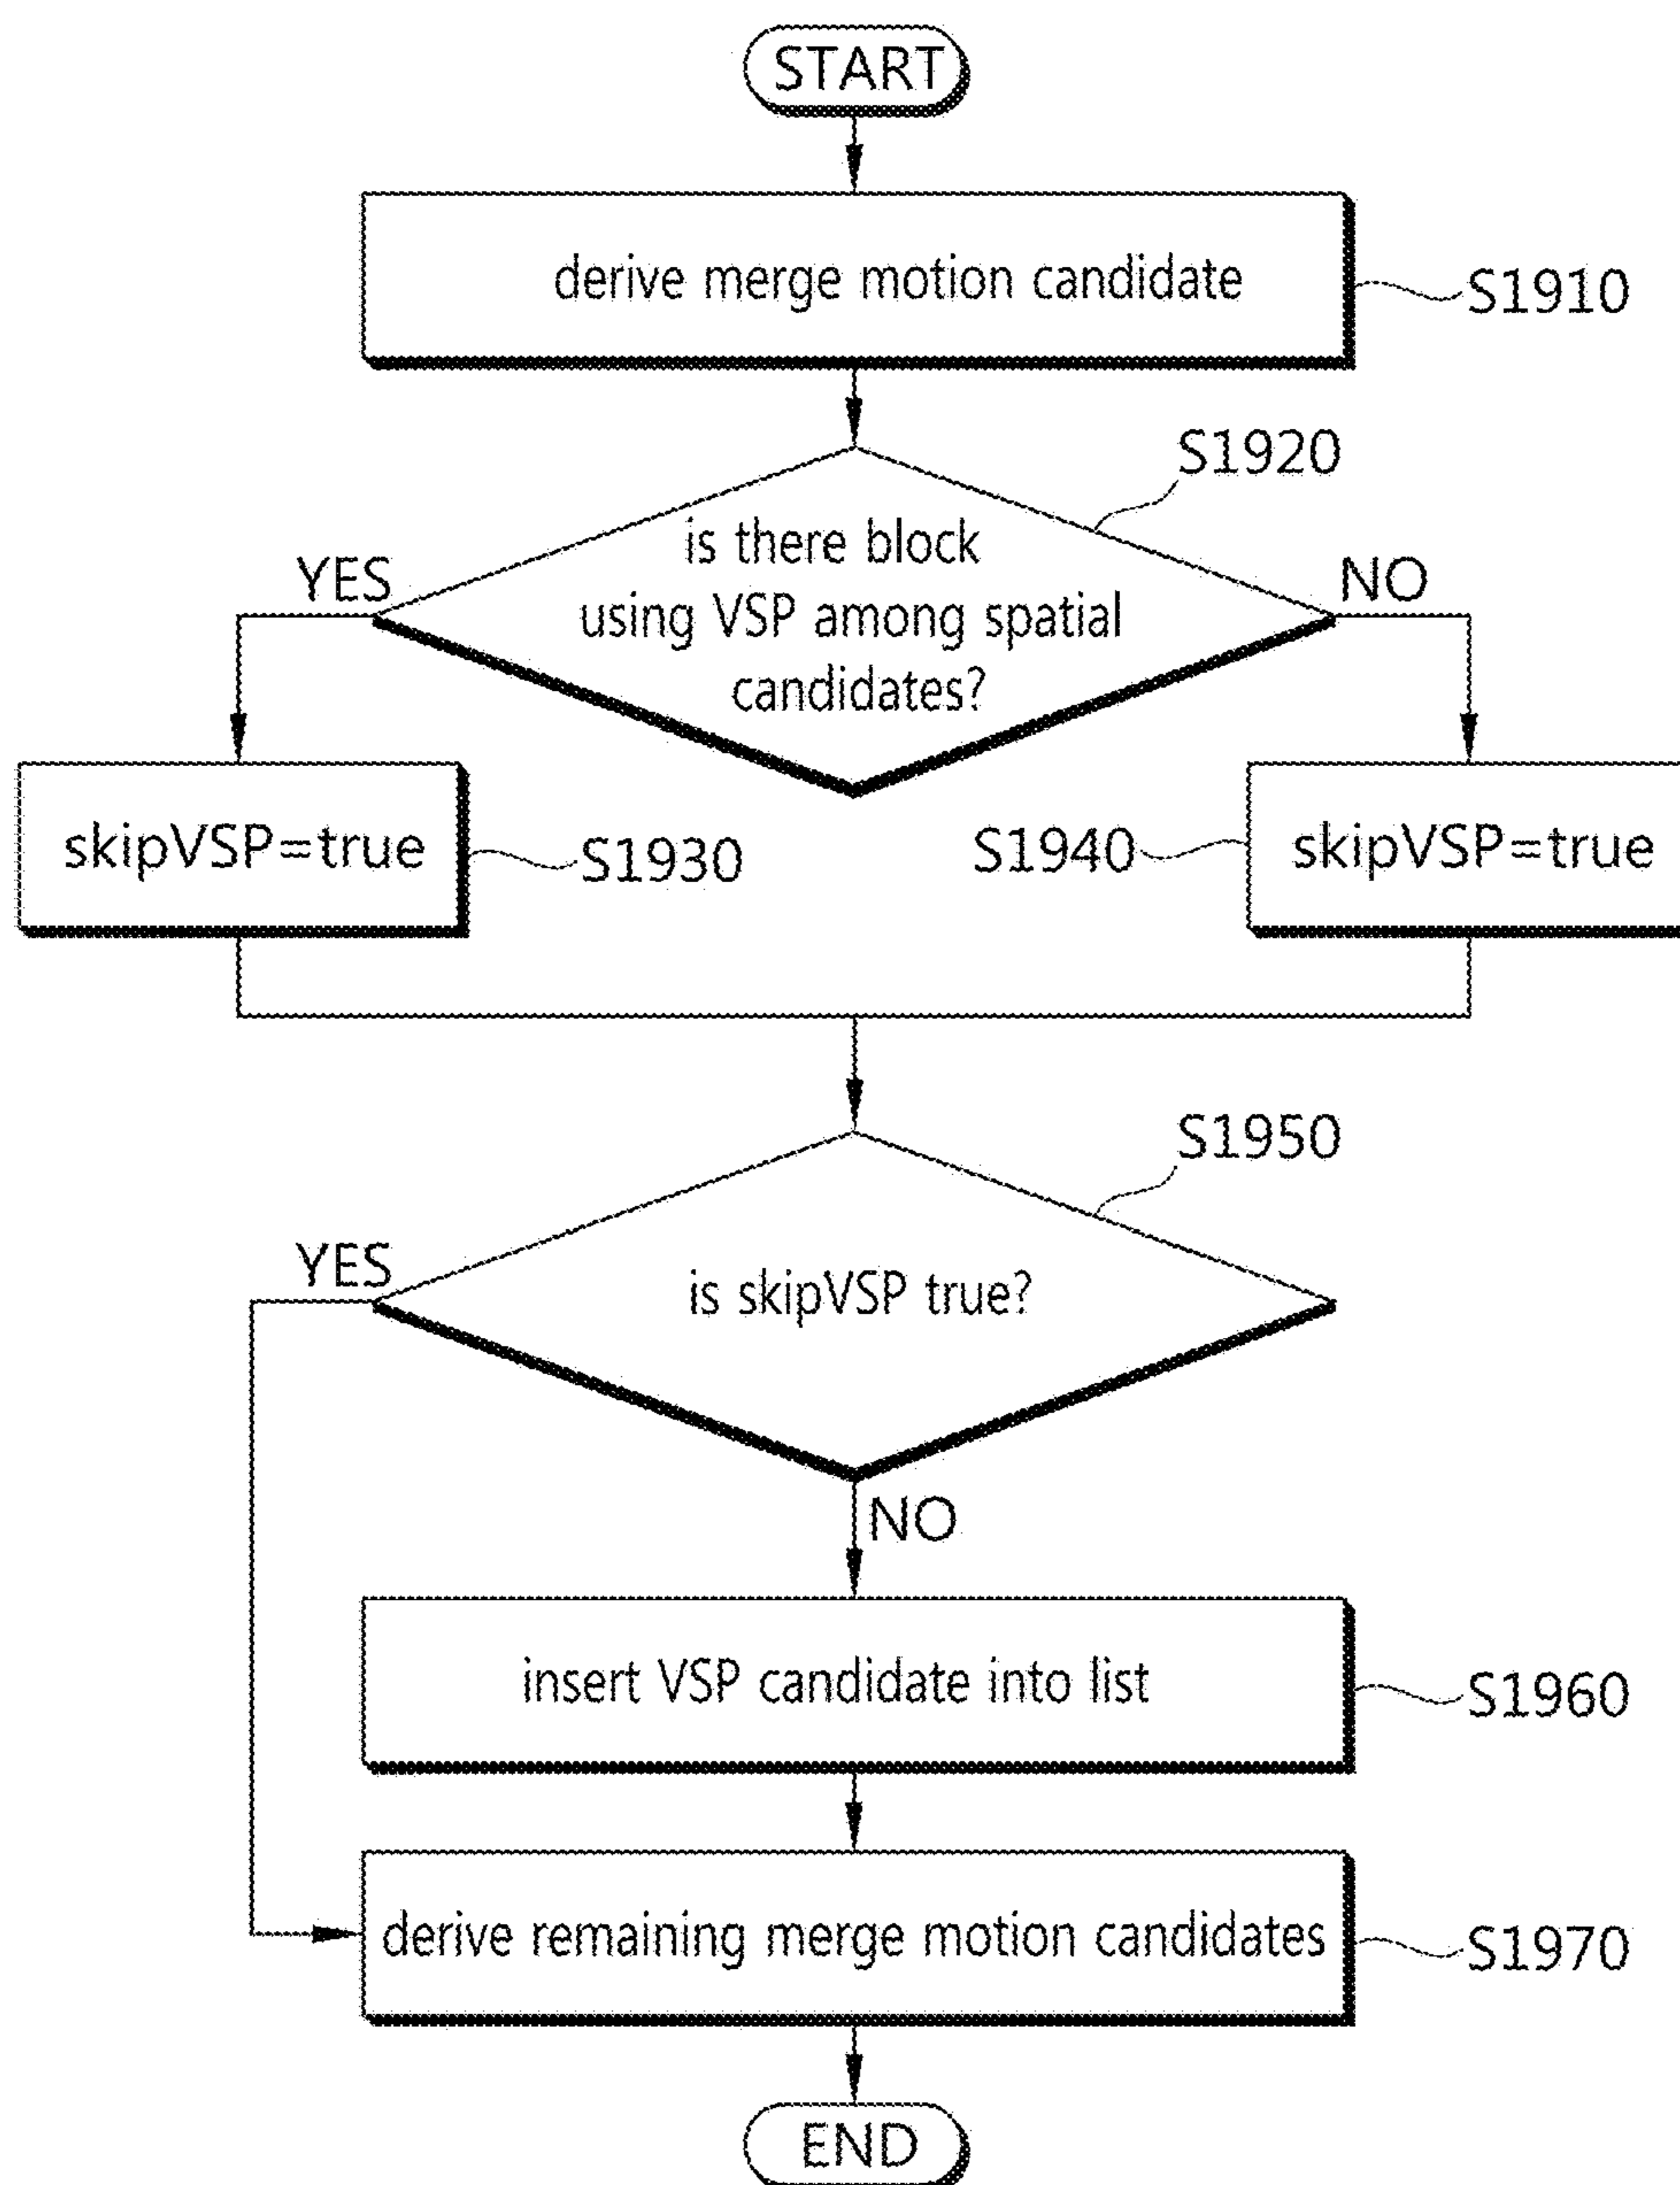 START
derive merge motion candidate
S1910
S1920
is there block
using VSP among spatial
candidates?
YES
NO
skipVSP=true
S1930
S1940
skipVSP=true
S1950
YES
is skipVSP true?
NO
insert VSP candidate into list
S1960
derive remaining merge motion candidates
S1970
END